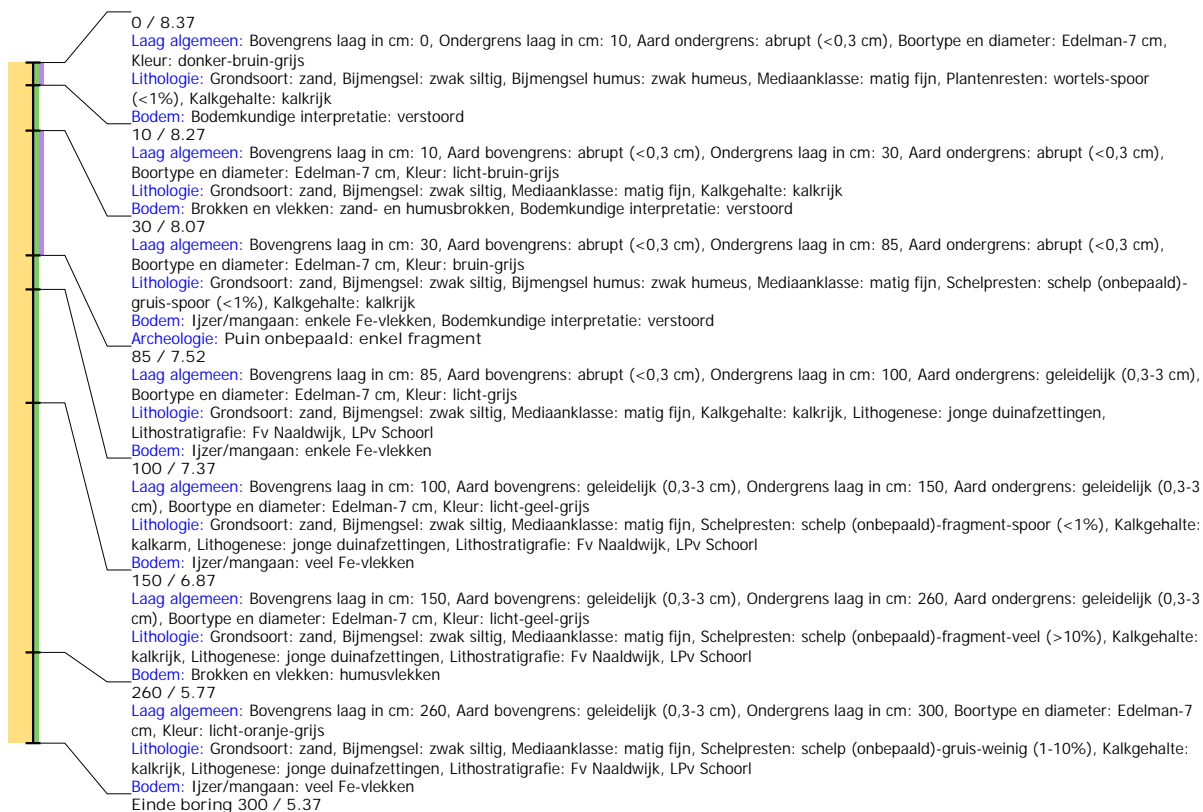 0 / 8.37
Laag algemeen: Bovengrens laag in cm: 0, Ondergrens laag in cm: 10, Aard ondergrens: abrupt (<0,3 cm), Boortype en diameter: Edelman-7 cm,
Kleur: donker-bruin-grijs
Lithologie: Grondsoort: zand, Bijmengsel: zwak siltig, Bijmengsel humus: zwak humeus, Mediaanklasse: matig fijn, Plantenresten: wortels-spoor
(<1%), Kalkgehalte: kalkrijk
Bodem: Bodemkundige interpretatie: verstoord
10 / 8.27
Laag algemeen: Bovengrens laag in cm: 10, Aard bovengrens: abrupt (<0,3 cm), Ondergrens laag in cm: 30, Aard ondergrens: abrupt (<0,3 cm),
Boortype en diameter: Edelman-7 cm, Kleur: licht-bruin-grijs
Lithologie: Grondsoort: zand, Bijmengsel: zwak siltig, Mediaanklasse: matig fijn, Kalkgehalte: kalkrijk
Bodem: Brokken en vlekken: zand- en humusbrokken, Bodemkundige interpretatie: verstoord
30 / 8.07
Laag algemeen: Bovengrens laag in cm: 30, Aard bovengrens: abrupt (<0,3 cm), Ondergrens laag in cm: 85, Aard ondergrens: abrupt (<0,3 cm),
Boortype en diameter: Edelman-7 cm, Kleur: bruin-grijs
Lithologie: Grondsoort: zand, Bijmengsel: zwak siltig, Bijmengsel humus: zwak humeus, Mediaanklasse: matig fijn, Schelpresten: schelp (onbepaald)-
gruis-spoor (<1%), Kalkgehalte: kalkrijk
Bodem: Ijzer/mangaan: enkele Fe-vlekken, Bodemkundige interpretatie: verstoord
Archeologie: Puin onbepaald: enkel fragment
85 / 7.52
Laag algemeen: Bovengrens laag in cm: 85, Aard bovengrens: abrupt (<0,3 cm), Ondergrens laag in cm: 100, Aard ondergrens: geleidelijk (0,3-3 cm),
Boortype en diameter: Edelman-7 cm, Kleur: licht-grijs
Lithologie: Grondsoort: zand, Bijmengsel: zwak siltig, Mediaanklasse: matig fijn, Kalkgehalte: kalkrijk, Lithogenese: jonge duinafzettingen,
Lithostratigrafie: Fv Naaldwijk, LPv Schoorl
Bodem: Ijzer/mangaan: enkele Fe-vlekken
100 / 7.37
Laag algemeen: Bovengrens laag in cm: 100, Aard bovengrens: geleidelijk (0,3-3 cm), Ondergrens laag in cm: 150, Aard ondergrens: geleidelijk (0,3-3
cm), Boortype en diameter: Edelman-7 cm, Kleur: licht-geel-grijs
Lithologie: Grondsoort: zand, Bijmengsel: zwak siltig, Mediaanklasse: matig fijn, Schelpresten: schelp (onbepaald)-fragment-spoor (<1%), Kalkgehalte:
kalkarm, Lithogenese: jonge duinafzettingen, Lithostratigrafie: Fv Naaldwijk, LPv Schoorl
Bodem: Ijzer/mangaan: veel Fe-vlekken
150 / 6.87
Laag algemeen: Bovengrens laag in cm: 150, Aard bovengrens: geleidelijk (0,3-3 cm), Ondergrens laag in cm: 260, Aard ondergrens: geleidelijk (0,3-3
cm), Boortype en diameter: Edelman-7 cm, Kleur: licht-geel-grijs
Lithologie: Grondsoort: zand, Bijmengsel: zwak siltig, Mediaanklasse: matig fijn, Schelpresten: schelp (onbepaald)-fragment-veel (>10%), Kalkgehalte:
kalkrijk, Lithogenese: jonge duinafzettingen, Lithostratigrafie: Fv Naaldwijk, LPv Schoorl
Bodem: Brokken en vlekken: humusvlekken
260 / 5.77
Laag algemeen: Bovengrens laag in cm: 260, Aard bovengrens: geleidelijk (0,3-3 cm), Ondergrens laag in cm: 300, Boortype en diameter: Edelman-7
cm, Kleur: licht-oranje-grijs
Lithologie: Grondsoort: zand, Bijmengsel: zwak siltig, Mediaanklasse: matig fijn, Schelpresten: schelp (onbepaald)-gruis-weinig (1-10%), Kalkgehalte:
kalkrijk, Lithogenese: jonge duinafzettingen, Lithostratigrafie: Fv Naaldwijk, LPv Schoorl
Bodem: Ijzer/mangaan: veel Fe-vlekken
Einde boring 300 / 5.37